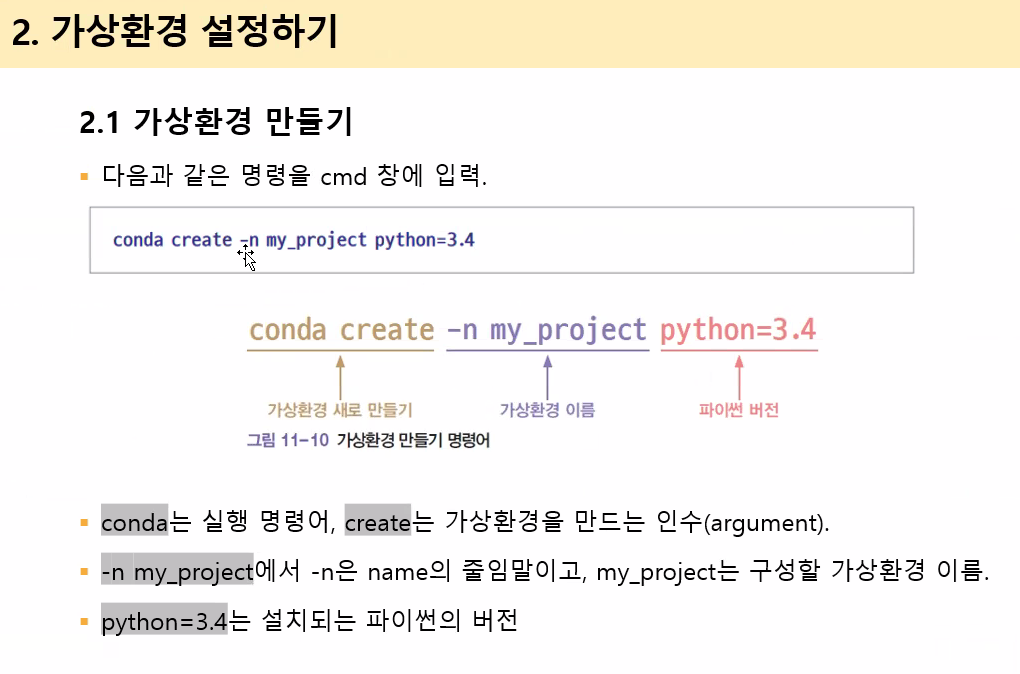 2. 가상환경 설정하기
2.1 가상환경 만들기
▪ 다음과 같은 명령을 cmd 창에 입력.
conda create -n my_project python=3.4
conda create -n my_project python=3.4
가상환경 새로 만들기 가상환경 이름 파이썬 버전
그림 11-10 가상환경 만들기 명령어
▪ conda는 실행 명령어, create는 가상환경을 만드는 인수(argument).
▪ -n my_project에서 -n은 name의 줄임말이고, my_project는 구성할 가상환경 이름.
▪ python=3.4는 설치되는 파이썬의 버전